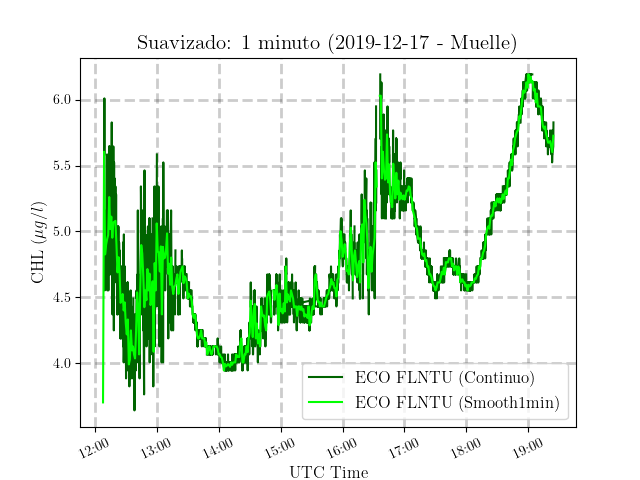 Suavizado: 1 minuto (2019-12-17 - Muelle)
CHL (μg/l)
6.0
5.5
5.0
4.5
4.0
ECO FLNTU (Continuo)
ECO FLNTU (Smooth1min)
12:00 13:00 14:00 15:00 16:00 17:00 18:00 19:00
UTC Time